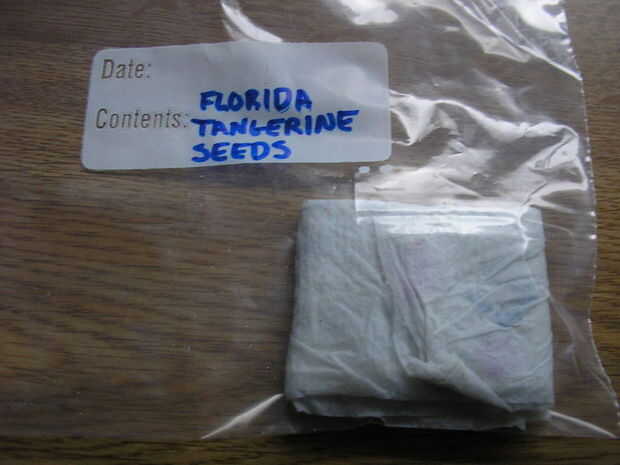 Date:
Contents: FLORIDA
TANGERINE
SEEDS